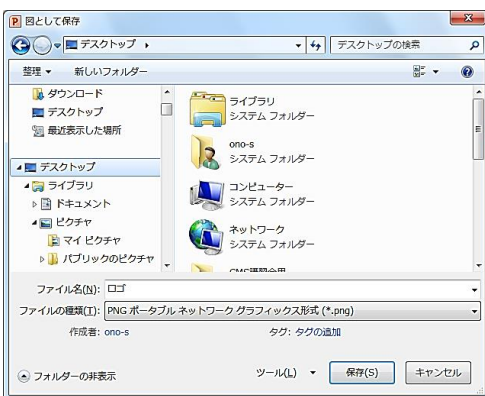 図として保存
デスクトップ
デスクトップの検索
整理 新しいフォルダー
ダウンロード
デスクトップ
最近表示した場所
デスクトップ
ライブラリ
ドキュメント
ピクチャ
マイ ピクチャ
パブリックのピクチャ
ライブラリ
システム フォルダー
ono-s
システム フォルダー
コンピューター
システム フォルダー
ネットワーク
システム フォルダー
ファイル名(N): ロゴ
ファイルの種類(T): PNG ポータブル ネットワーク グラフィックス形式 (*.png)
作成者: ono-s タグ: タグの追加
フォルダーの非表示 ツール(L) 保存(S) キャンセル